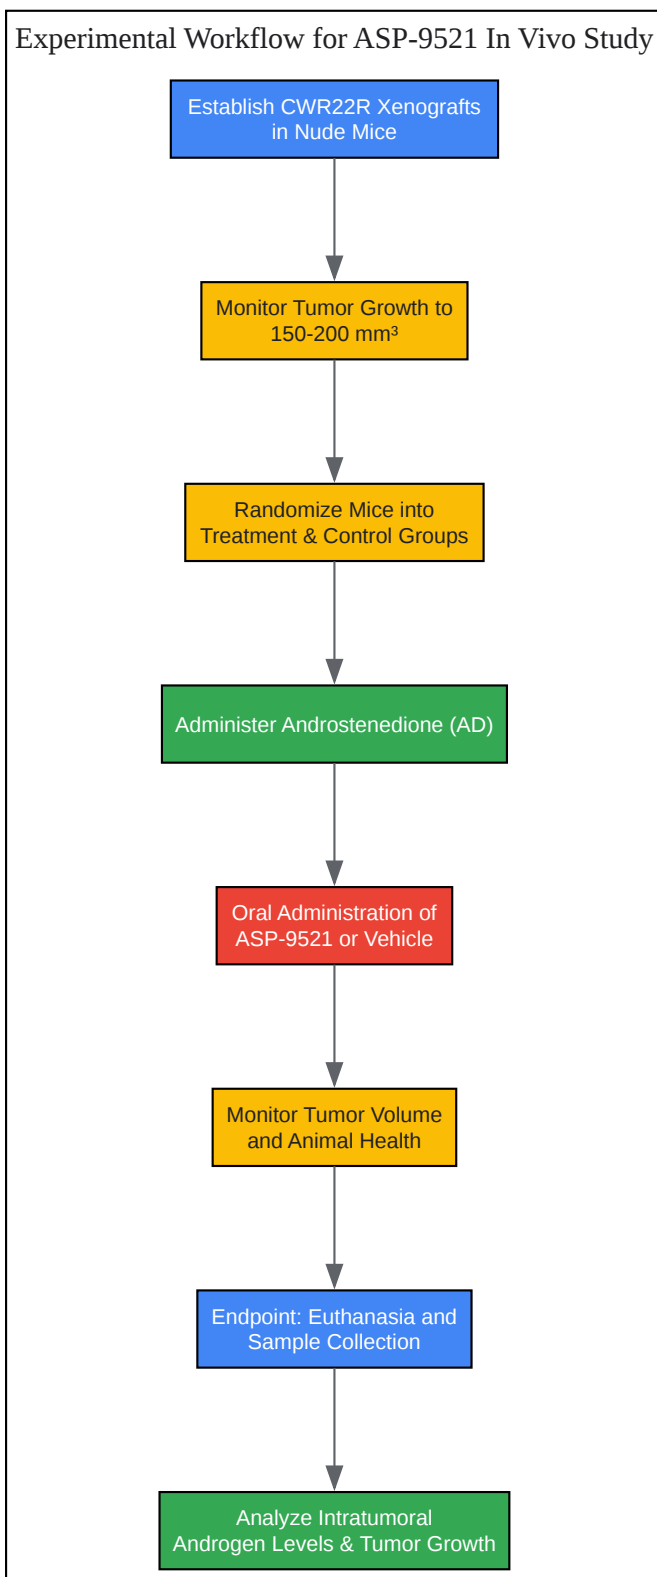 Experimental Workflow for ASP-9521 In Vivo Study
Establish CWR22R Xenografts
in Nude Mice
Monitor Tumor Growth to
150-200 mm³
Randomize Mice into
Treatment & Control Groups
Administer Androstenedione (AD)
Oral Administration of
ASP-9521 or Vehicle
Monitor Tumor Volume
and Animal Health
Endpoint: Euthanasia and
Sample Collection
Analyze Intratumoral
Androgen Levels & Tumor Growth